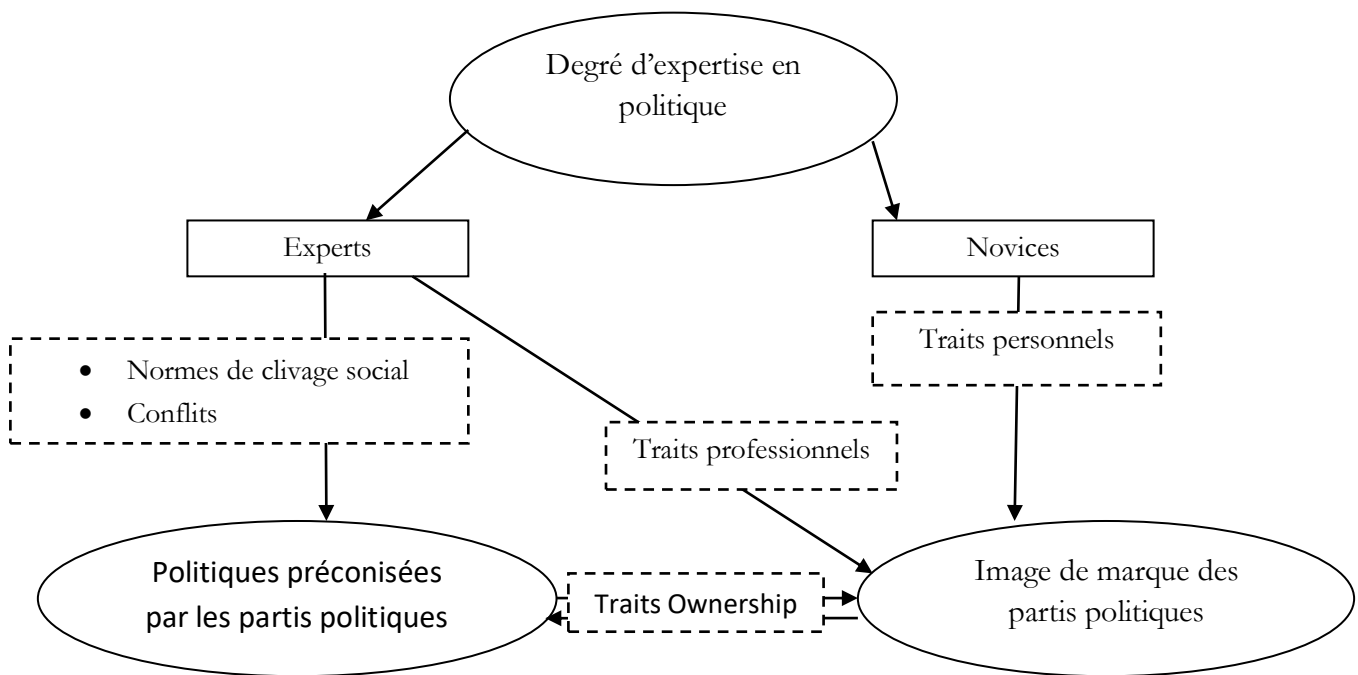 Degré d’expertise en
politique
Experts
Novices
• Normes de clivage social
• Conflits
Traits personnels
Traits professionnels
Politiques préconisées
par les partis politiques
Traits Ownership
Image de marque des
partis politiques